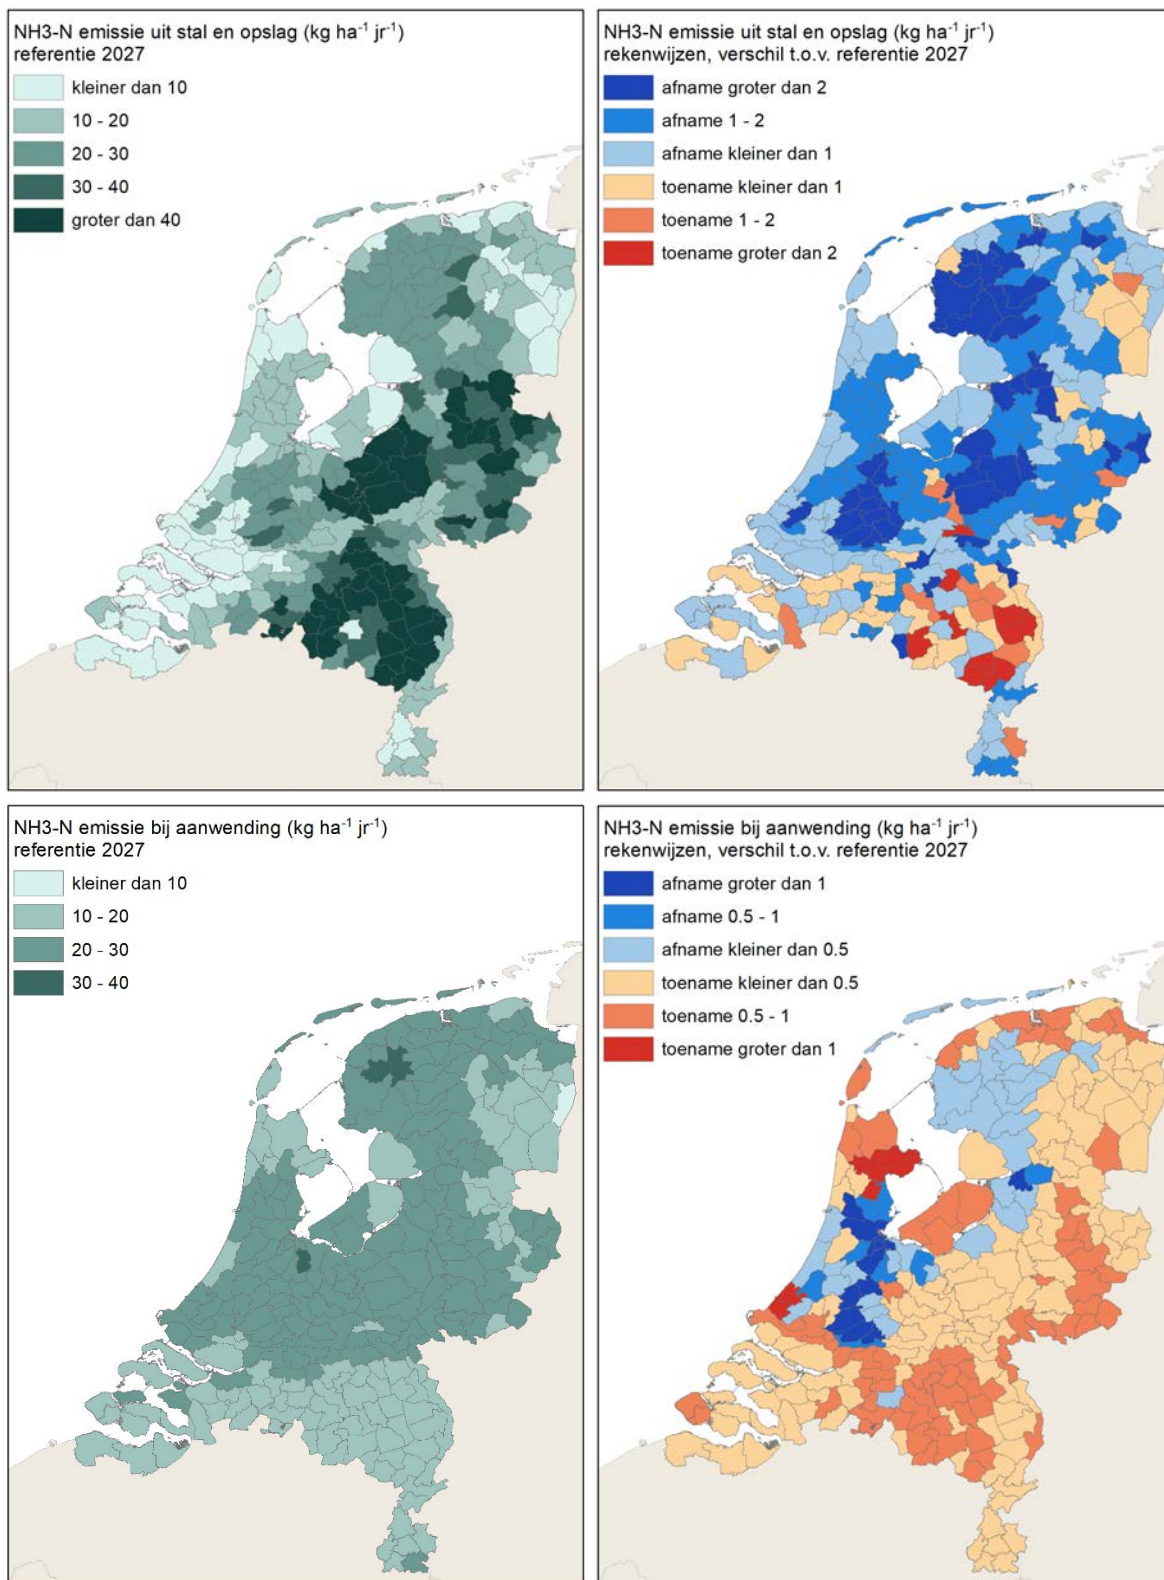 NH3-N emissie uit stal en opslag (kg ha⁻¹ jr⁻¹)
referentie 2027
kleiner dan 10
10 - 20
20 - 30
30 - 40
groter dan 40
NH3-N emissie uit stal en opslag (kg ha⁻¹ jr⁻¹)
rekenwijzen, verschil t.o.v. referentie 2027
afname groter dan 2
afname 1 - 2
afname kleiner dan 1
toename kleiner dan 1
toename 1 - 2
toename groter dan 2
NH3-N emissie bij aanwending (kg ha⁻¹ jr⁻¹)
referentie 2027
kleiner dan 10
10 - 20
20 - 30
30 - 40
NH3-N emissie bij aanwending (kg ha⁻¹ jr⁻¹)
rekenwijzen, verschil t.o.v. referentie 2027
afname groter dan 1
afname 0.5 - 1
afname kleiner dan 0.5
toename kleiner dan 0.5
toename 0.5 - 1
toename groter dan 1